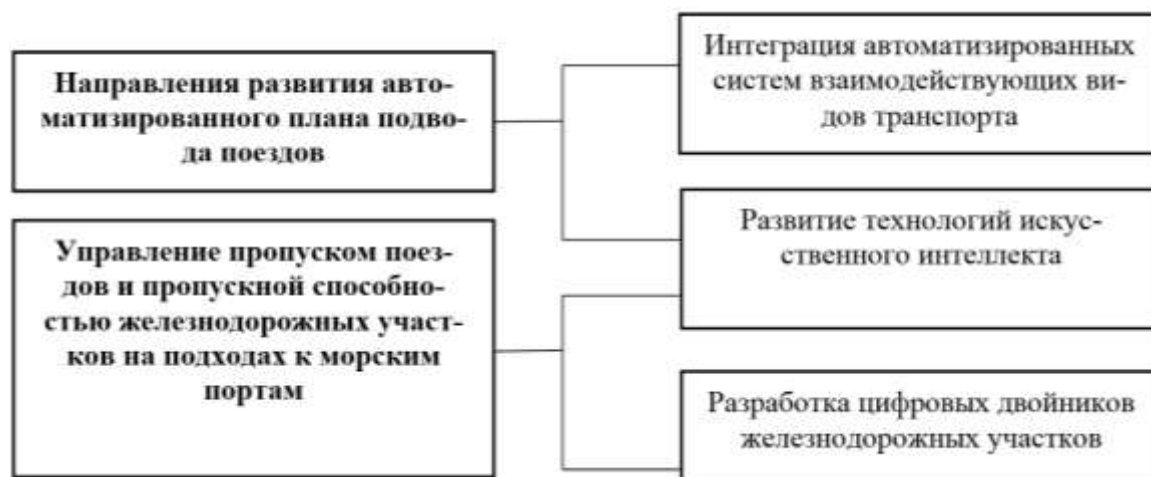 Направления развития авто-
матизированного плана подво-
да поездов
Управление пропуском поез-
дов и пропускной способно-
стью железнодорожных участ-
ков на подходах к морским
портам
Интеграция автоматизированных
систем взаимодействующих ви-
дов транспорта
Развитие технологий искус-
ственного интеллекта
Разработка цифровых двойников
железнодорожных участков